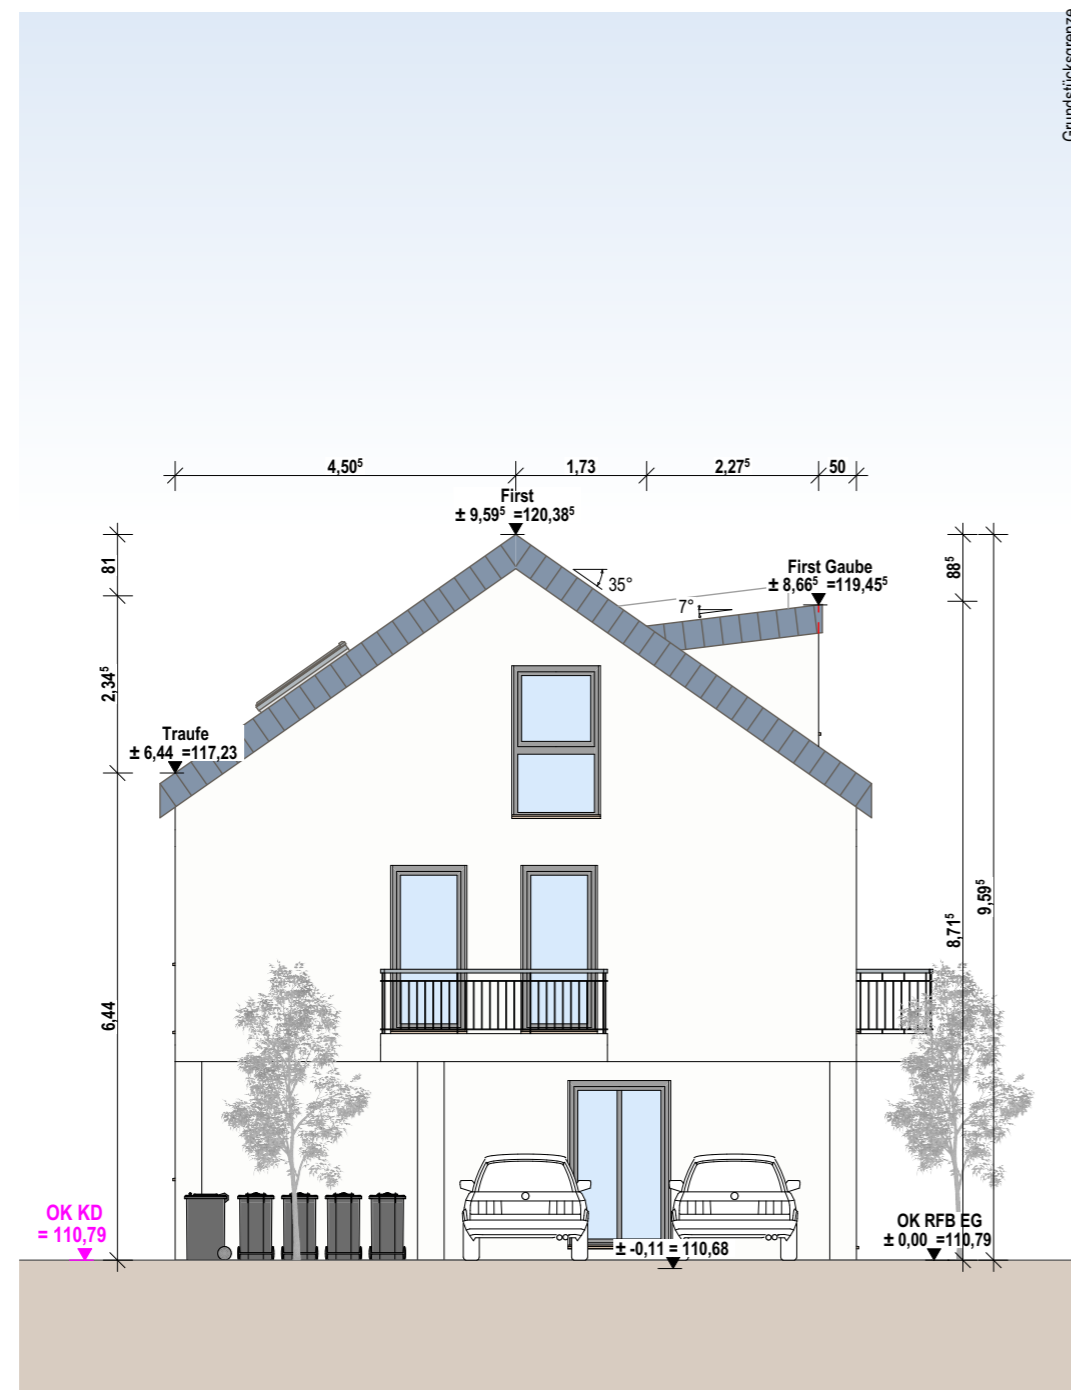 Grundstücksgrenze
4,50⁵
1,73
2,27⁵
50
First
± 9,59⁵ =120,38⁵
81
35°
First Gaube
± 8,66⁵ =119,45⁵
88⁵
7°
2,34⁵
Traufe
± 6,44 =117,23
9,59⁵
8,71⁵
6,44
OK KD
= 110,79
OK RFB EG
± 0,00 =110,79
± -0,11 = 110,68